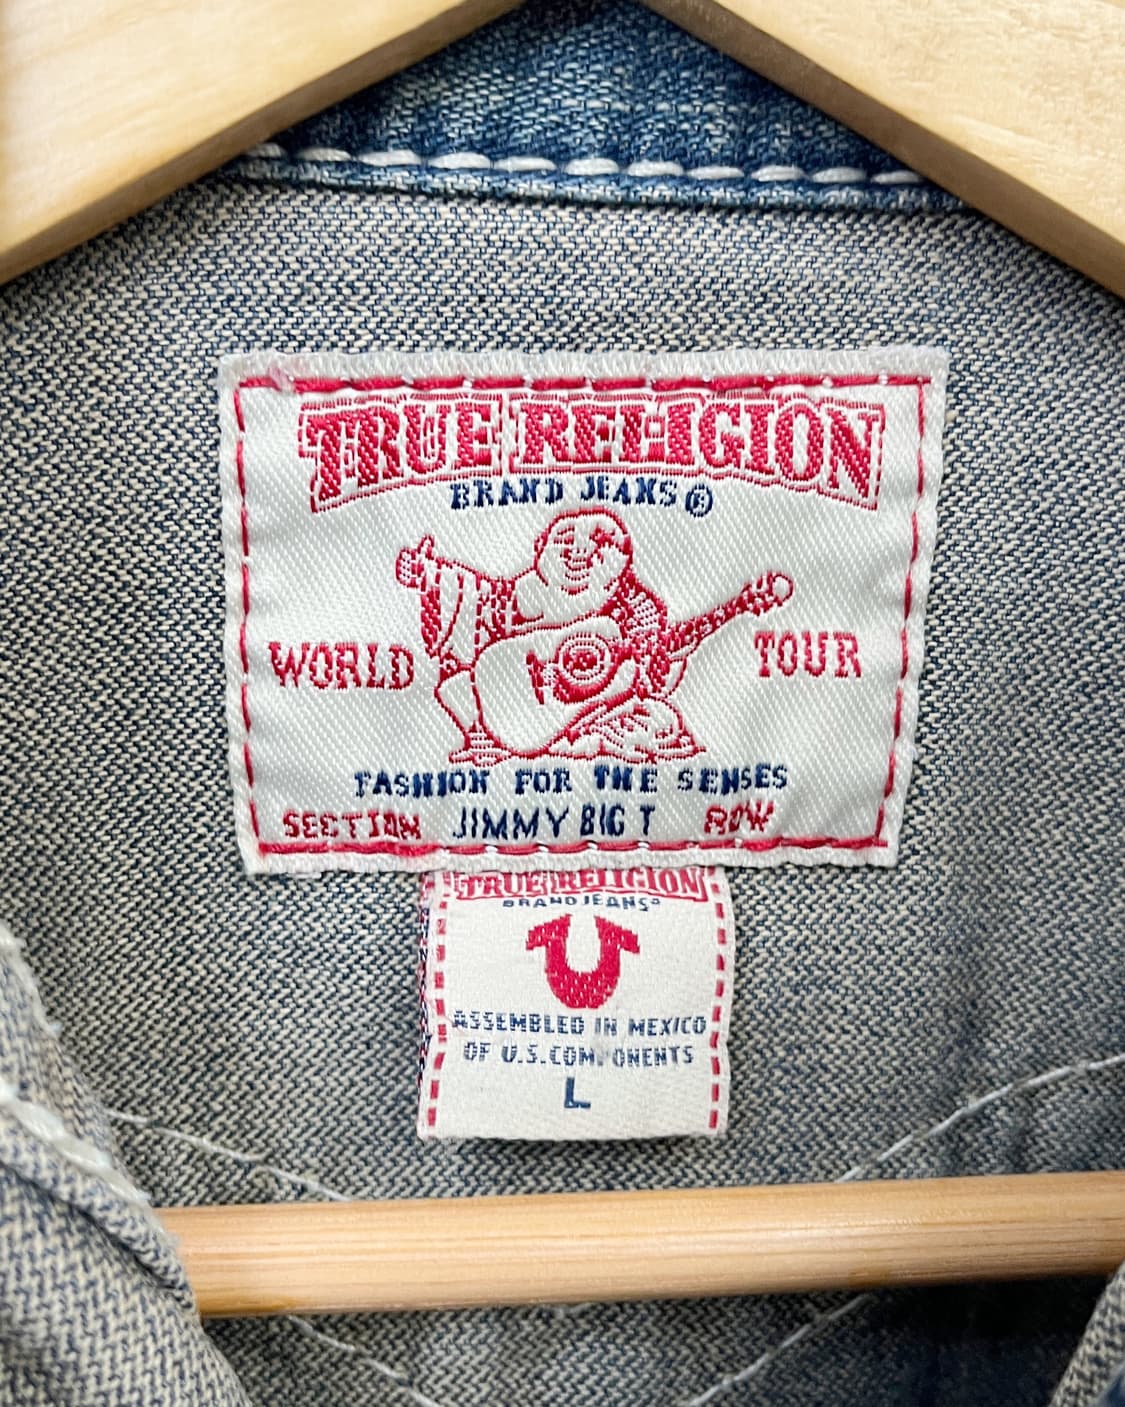 TRUE RELIGION
BRAND JEANS®
WORLD TOUR
FASHION FOR THE SENSES
SECTION JIMMY BIG T ROW
TRUE RELIGION
BRAND JEANS®
ASSEMBLED IN MEXICO
OF U.S. COMPONENTS
L